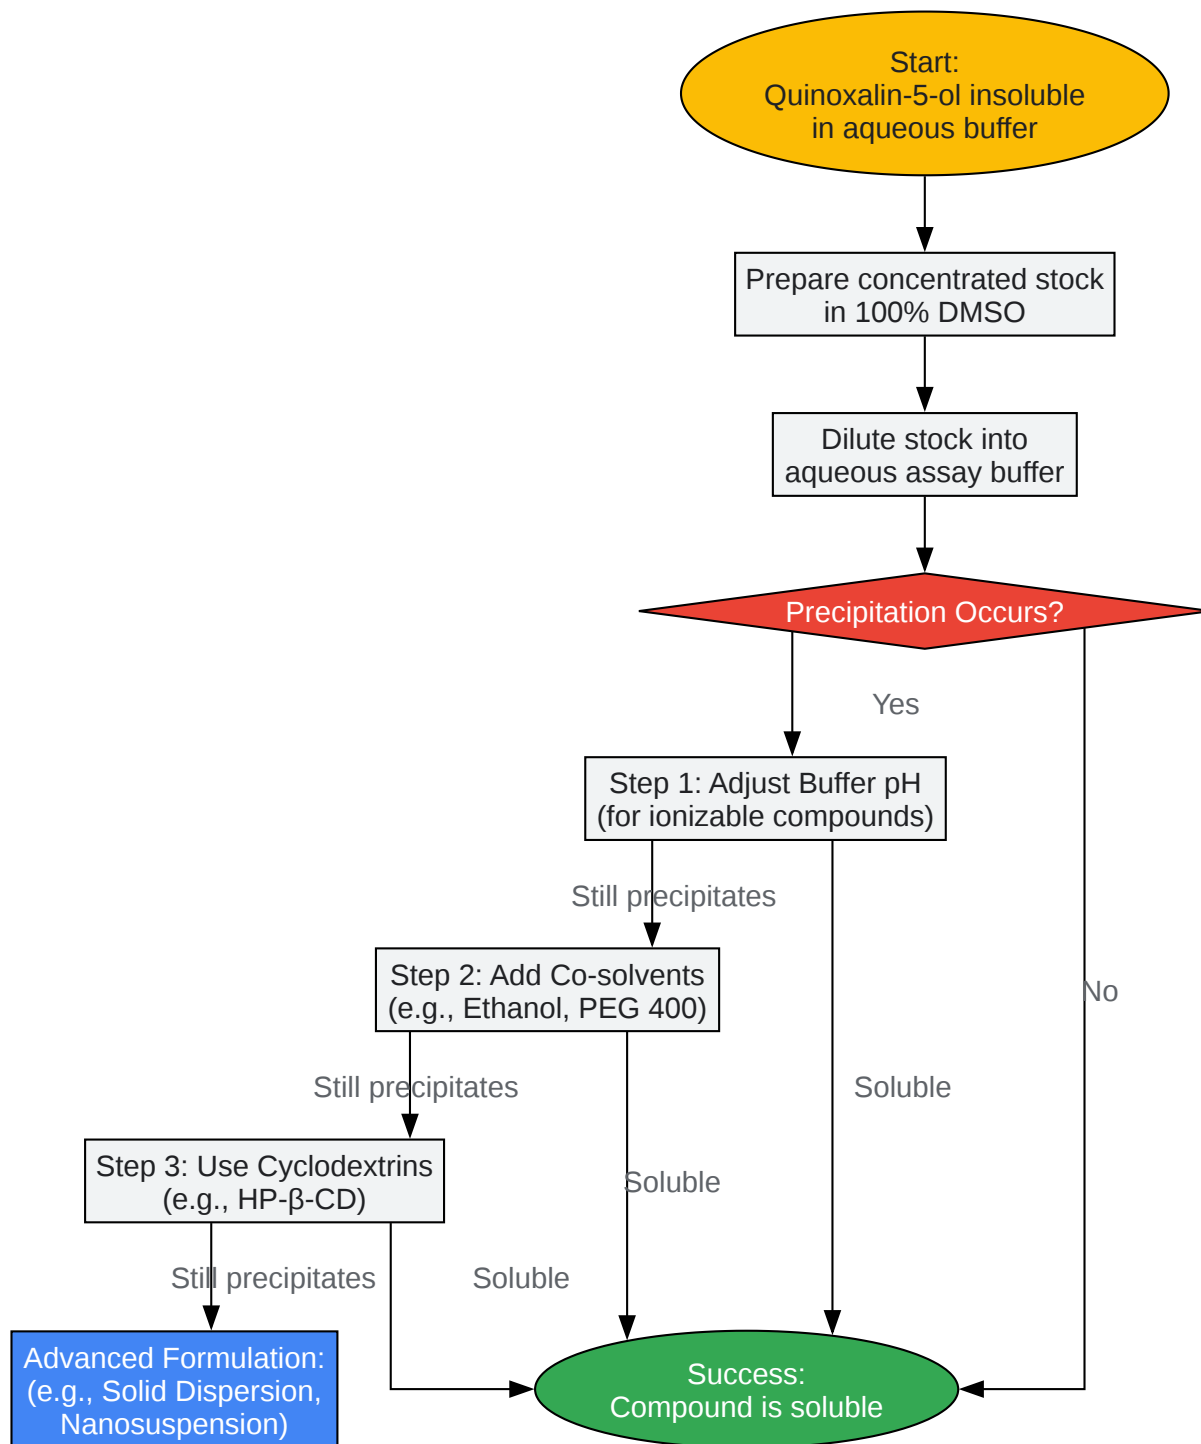 Start:
Quinoxalin-5-ol insoluble
in aqueous buffer
Prepare concentrated stock
in 100% DMSO
Dilute stock into
aqueous assay buffer
Precipitation Occurs?
Yes
Step 1: Adjust Buffer pH
(for ionizable compounds)
Still precipitates
Step 2: Add Co-solvents
(e.g., Ethanol, PEG 400)
No
Still precipitates
Soluble
Step 3: Use Cyclodextrins
(e.g., HP-β-CD)
Soluble
Still precipitates
Soluble
Advanced Formulation:
(e.g., Solid Dispersion,
Nanosuspension)
Success:
Compound is soluble